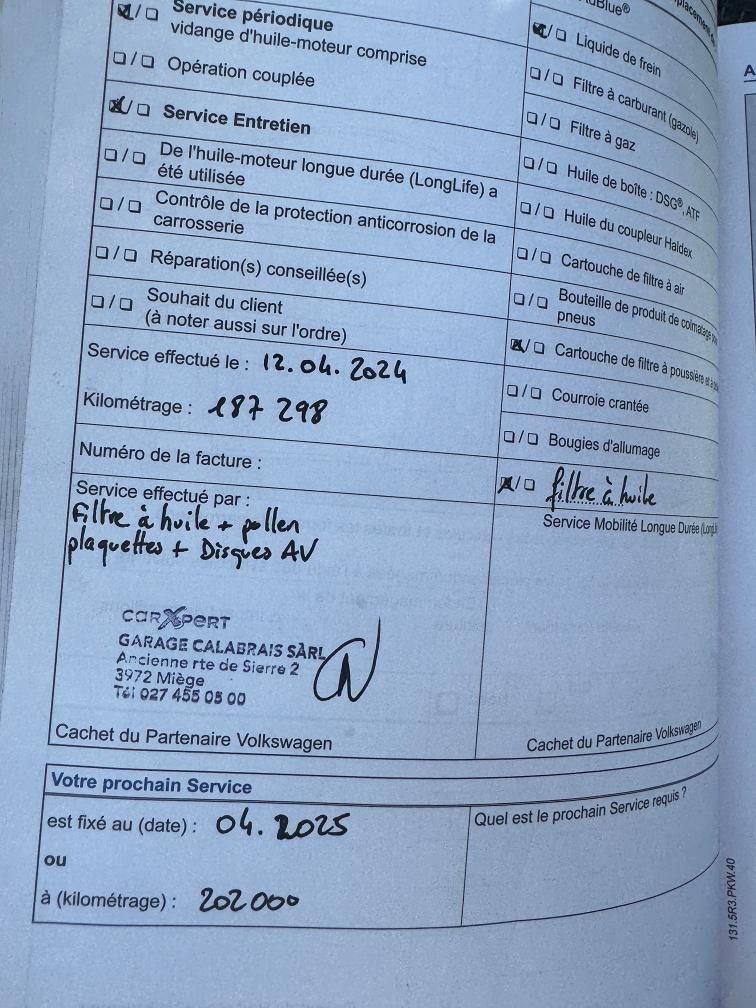 Service périodique
vidange d'huile-moteur comprise
❏/❏ Opération couplée
Service Entretien
❏/❏ De l'huile-moteur longue durée (LongLife) a
été utilisée
❏/❏ Contrôle de la protection anticorrosion de la
carrosserie
❏/❏ Réparation(s) conseillée(s)
❏/❏ Souhait du client
(à noter aussi sur l'ordre)
Service effectué le : 12.04.2024
Kilométrage : 187 298
Numéro de la facture :
Service effectué par :
Filtre à huile + pollen
plaquettes + Disques AV
carXpert
GARAGE CALABRAIS SÀRL
Ancienne rte de Sierre 2
3972 Miège
Tél 027 455 05 00
Cachet du Partenaire Volkswagen
Blue®
Liquide de frein
❏/❏ Filtre à carburant (gazole)
❏/❏ Filtre à gaz
❏/❏ Huile de boîte : DSG®, ATF
❏/❏ Huile du coupleur Haldex
❏/❏ Cartouche de filtre à air
❏/❏ Bouteille de produit de colmatage
pneus
Cartouche de filtre à poussière et à
❏/❏ Courroie crantée
❏/❏ Bougies d'allumage
filtre à huile
Service Mobilité Longue Durée
Cachet du Partenaire Volkswagen
Votre prochain Service
est fixé au (date) : 04.2025
ou
à (kilométrage) : 202 000
Quel est le prochain Service requis ?
131.5R3.PKW.40
A